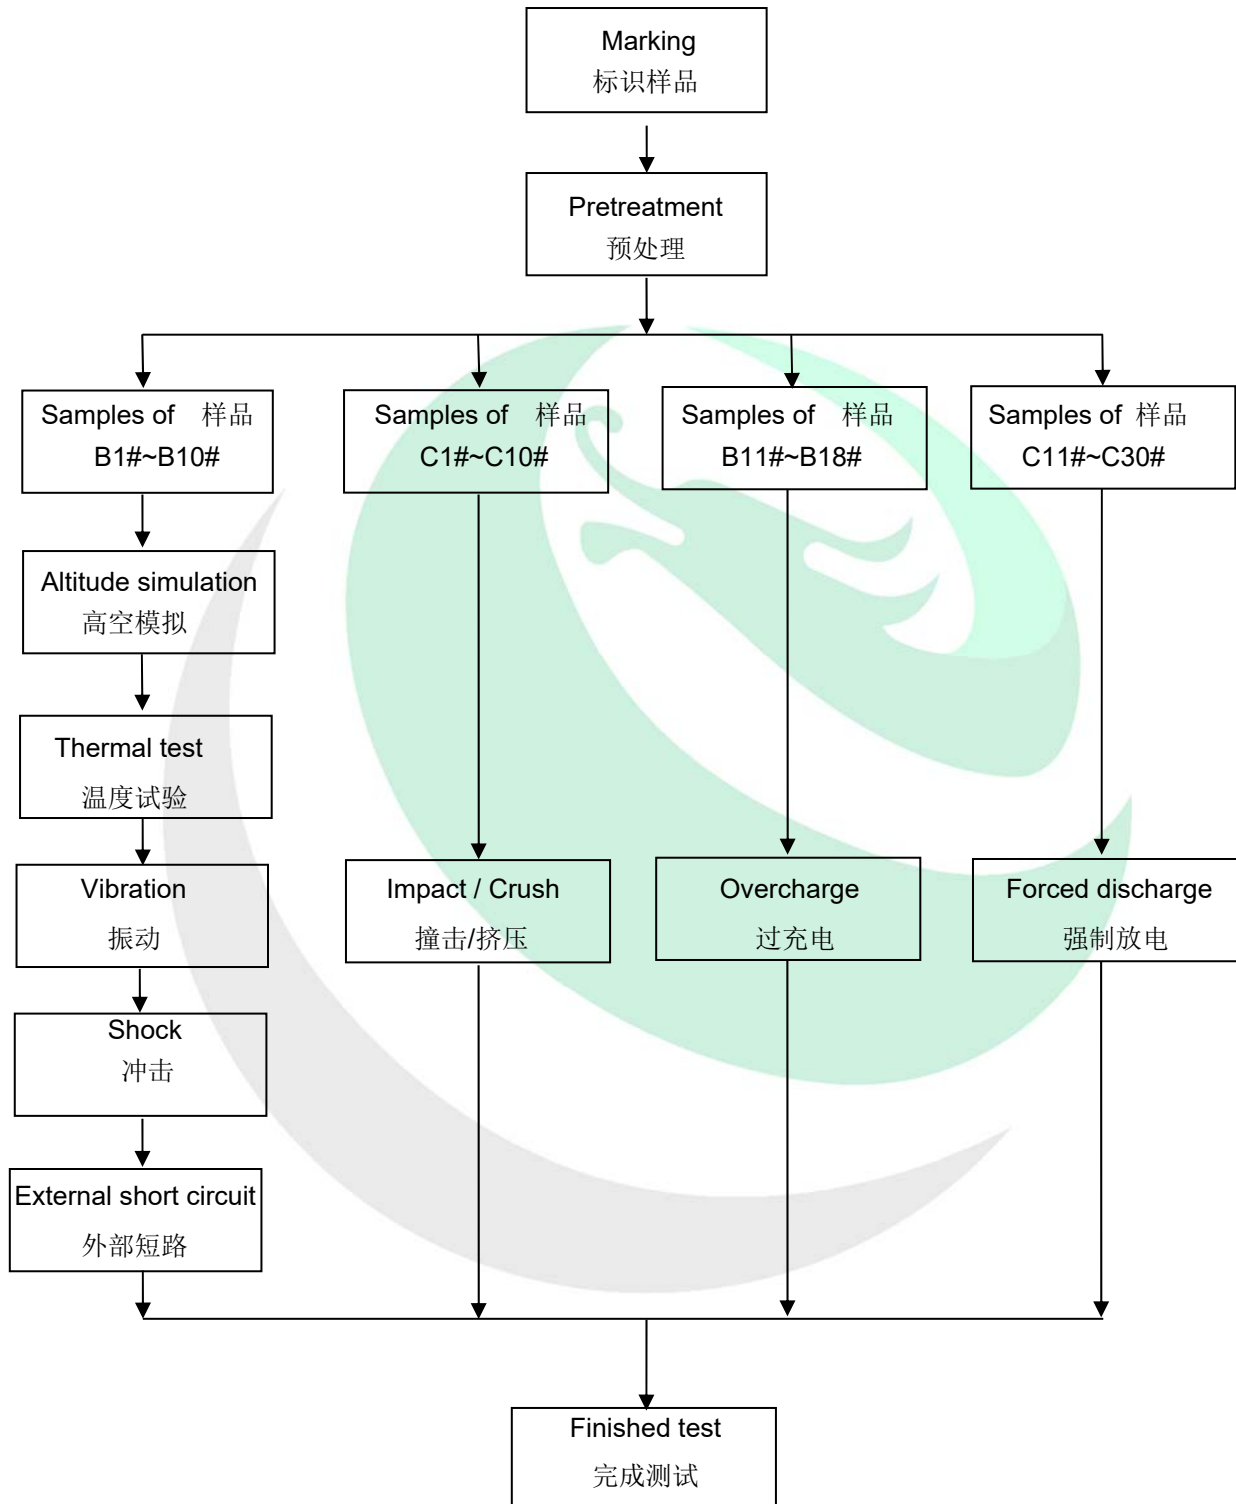 Marking
标识样品
Pretreatment
预处理
Samples of 样品
B1#~B10#
Samples of 样品
C1#~C10#
Samples of 样品
B11#~B18#
Samples of 样品
C11#~C30#
Altitude simulation
高空模拟
Thermal test
温度试验
Vibration
振动
Impact / Crush
撞击/挤压
Overcharge
过充电
Forced discharge
强制放电
Shock
冲击
External short circuit
外部短路
Finished test
完成测试